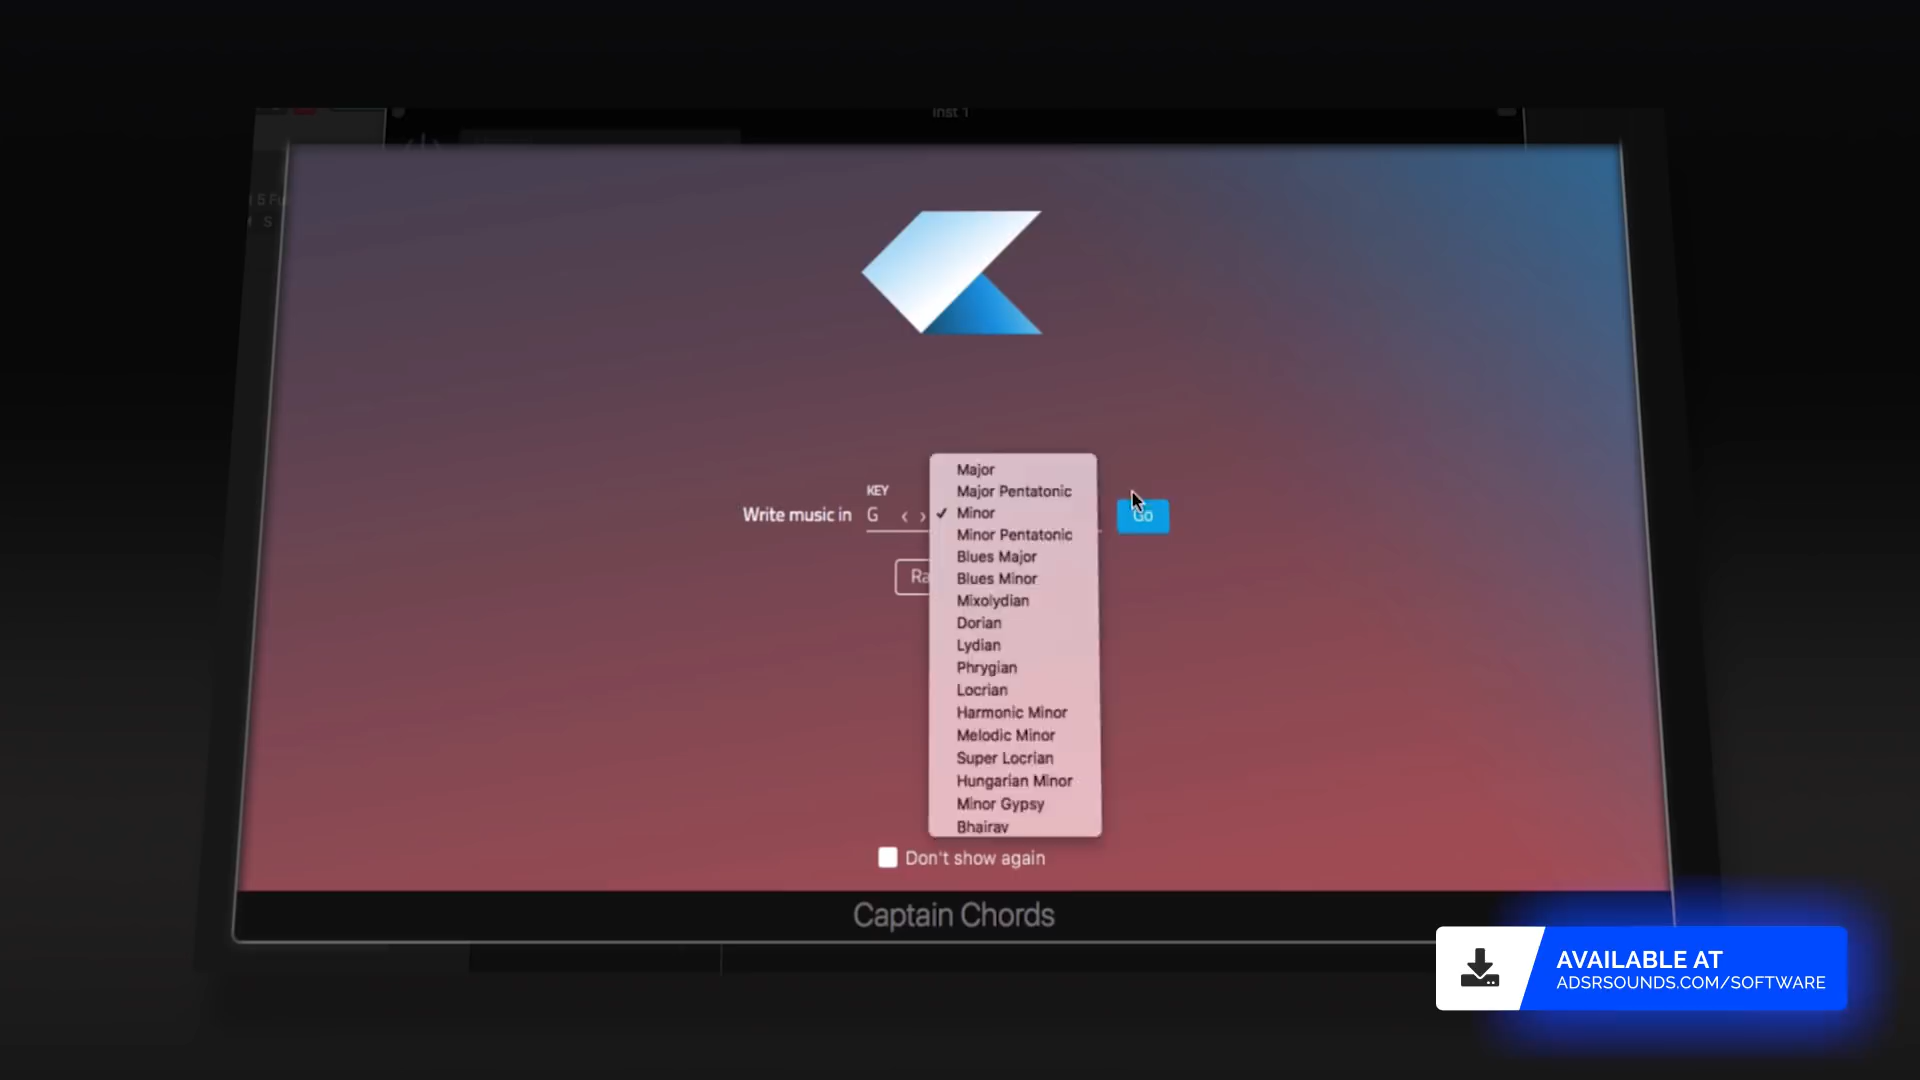 Inst 1
S
KEY
Write music in G < >
Go
Major
Major Pentatonic
✓ Minor
Minor Pentatonic
Blues Major
Blues Minor
Mixolydian
Dorian
Lydian
Phrygian
Locrian
Harmonic Minor
Melodic Minor
Super Locrian
Hungarian Minor
Minor Gypsy
Bhairav
Ra
Don't show again
Captain Chords
AVAILABLE AT
ADSRSOUNDS.COM/SOFTWARE